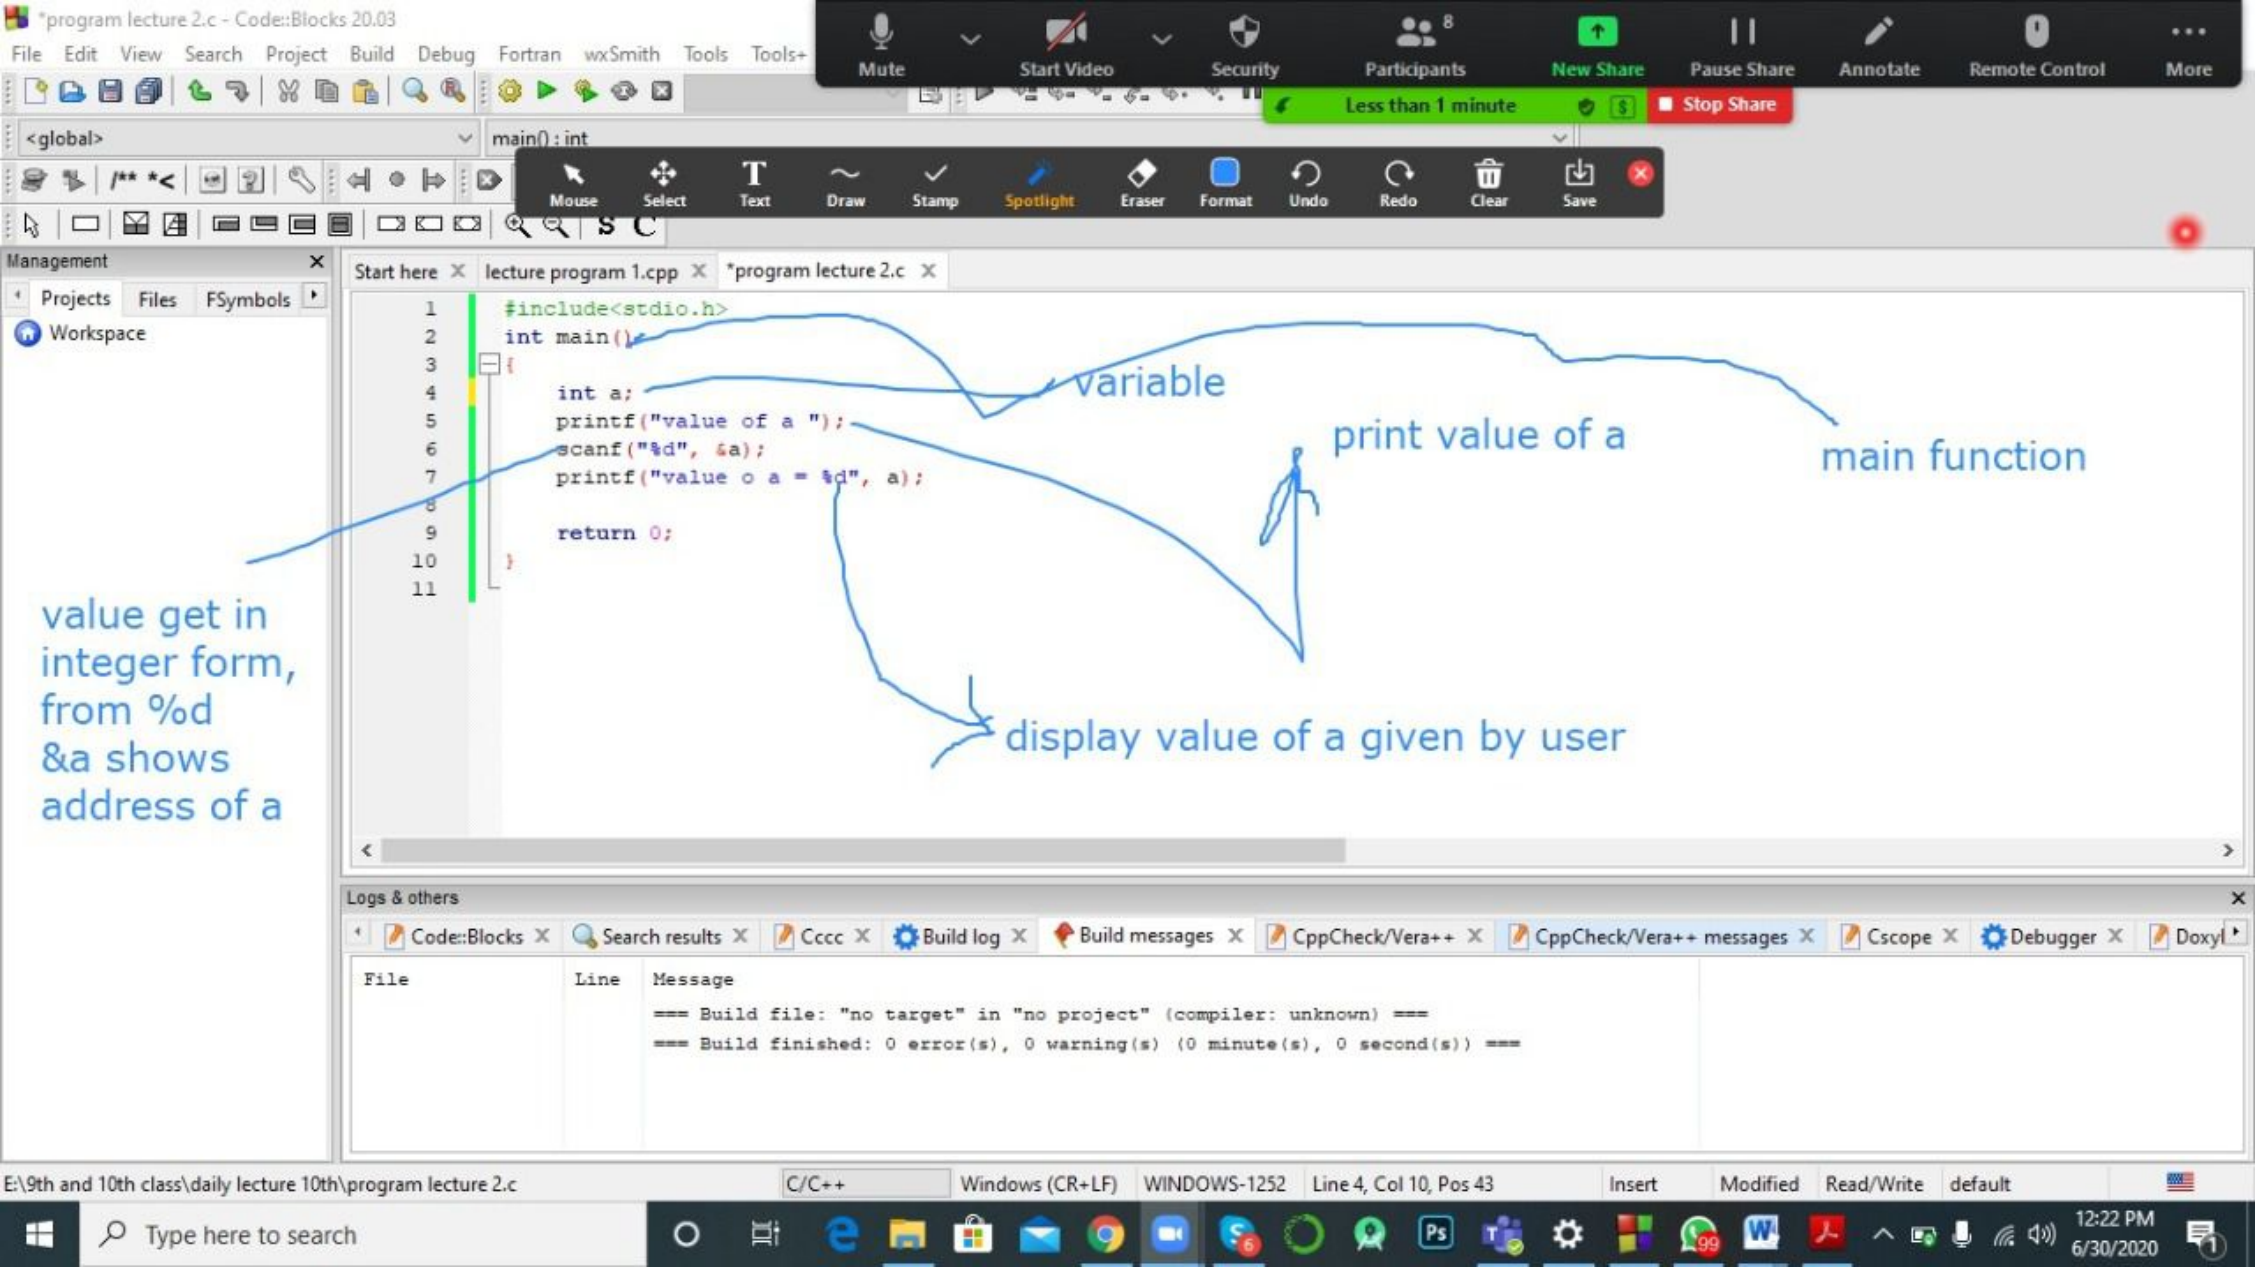 *program lecture 2.c - Code::Blocks 20.03
File Edit View Search Project Build Debug Fortran wxSmith Tools Tools+
Mute Start Video Security Participants 8 New Share Pause Share Annotate Remote Control More
Less than 1 minute Stop Share
<global> main() : int
/** *<
Mouse Select Text Draw Stamp Spotlight Eraser Format Undo Redo Clear Save
S C
Management
Projects Files FSymbols
Workspace
Start here lecture program 1.cpp *program lecture 2.c
1 #include<stdio.h>
2 int main()
3 {
4 int a;
5 printf("value of a ");
6 scanf("%d", &a);
7 printf("value o a = %d", a);
8
9 return 0;
10 }
11
variable
print value of a
main function
value get in
integer form,
from %d
&a shows
address of a
display value of a given by user
Logs & others
Code::Blocks Search results Cccc Build log Build messages CppCheck/Vera++ CppCheck/Vera++ messages Cscope Debugger
File Line Message
=== Build file: "no target" in "no project" (compiler: unknown) ===
=== Build finished: 0 error(s), 0 warning(s) (0 minute(s), 0 second(s)) ===
E:\9th and 10th class\daily lecture 10th\program lecture 2.c C/C++ Windows (CR+LF) WINDOWS-1252 Line 4, Col 10, Pos 43 Insert Modified Read/Write default
Type here to search
Ps
6
99
12:22 PM
6/30/2020
1